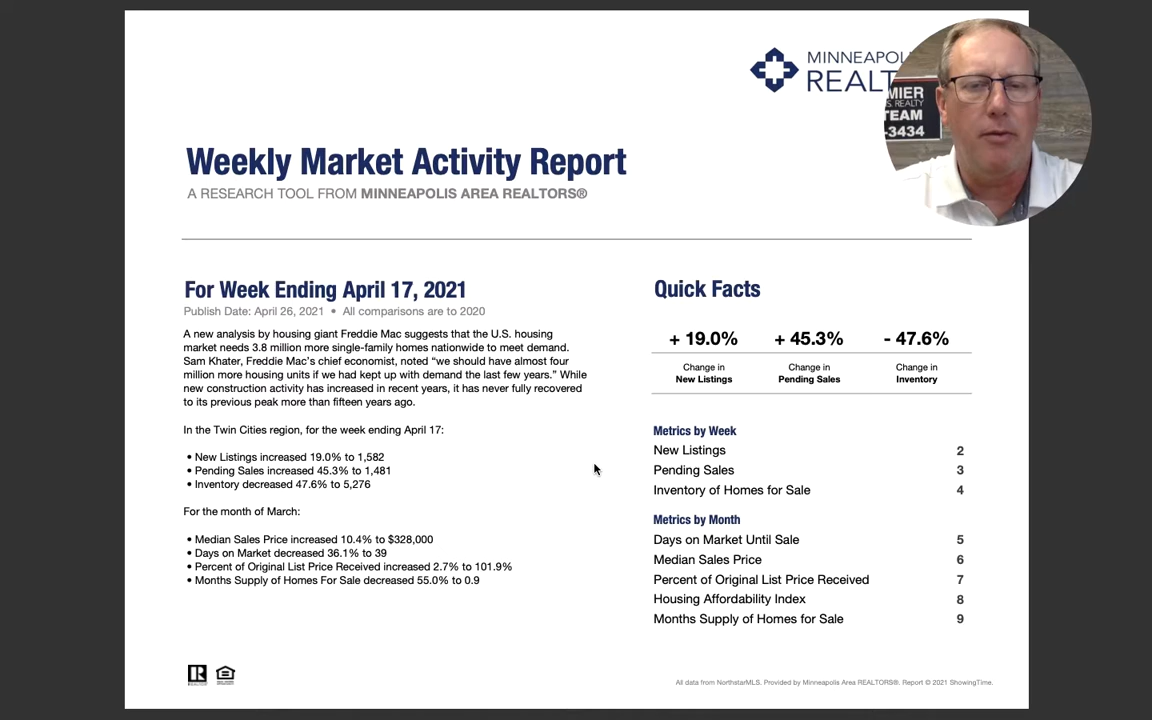 MINNEAPOL
REALT
MIER
S REALTY
TEAM
-3434
Weekly Market Activity Report
A RESEARCH TOOL FROM MINNEAPOLIS AREA REALTORS®
For Week Ending April 17, 2021
Publish Date: April 26, 2021 • All comparisons are to 2020
A new analysis by housing giant Freddie Mac suggests that the U.S. housing
market needs 3.8 million more single-family homes nationwide to meet demand.
Sam Khater, Freddie Mac's chief economist, noted “we should have almost four
million more housing units if we had kept up with demand the last few years.” While
new construction activity has increased in recent years, it has never fully recovered
to its previous peak more than fifteen years ago.
In the Twin Cities region, for the week ending April 17:
• New Listings increased 19.0% to 1,582
• Pending Sales increased 45.3% to 1,481
• Inventory decreased 47.6% to 5,276
For the month of March:
• Median Sales Price increased 10.4% to $328,000
• Days on Market decreased 36.1% to 39
• Percent of Original List Price Received increased 2.7% to 101.9%
• Months Supply of Homes For Sale decreased 55.0% to 0.9
Quick Facts
+ 19.0% + 45.3% - 47.6%
Change in Change in Change in
New Listings Pending Sales Inventory
Metrics by Week
New Listings 2
Pending Sales 3
Inventory of Homes for Sale 4
Metrics by Month
Days on Market Until Sale 5
Median Sales Price 6
Percent of Original List Price Received 7
Housing Affordability Index 8
Months Supply of Homes for Sale 9
All data from NorthstarMLS. Provided by Minneapolis Area REALTORS®. Report © 2021 ShowingTime.